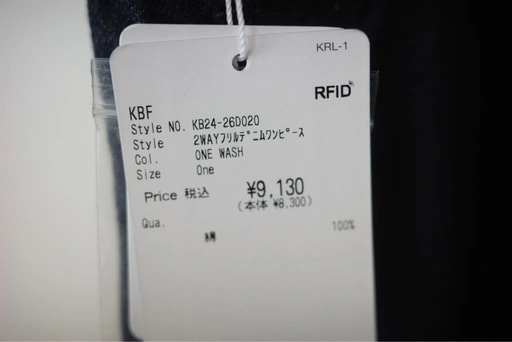 KRL-1
RFID
KBF
Style NO. KB24-26D020
Style 2WAYフリルデニムワンピース
Col. ONE WASH
Size One
Price 税込 ¥9,130
(本体 ¥8,300)
Qua.
綿 100%